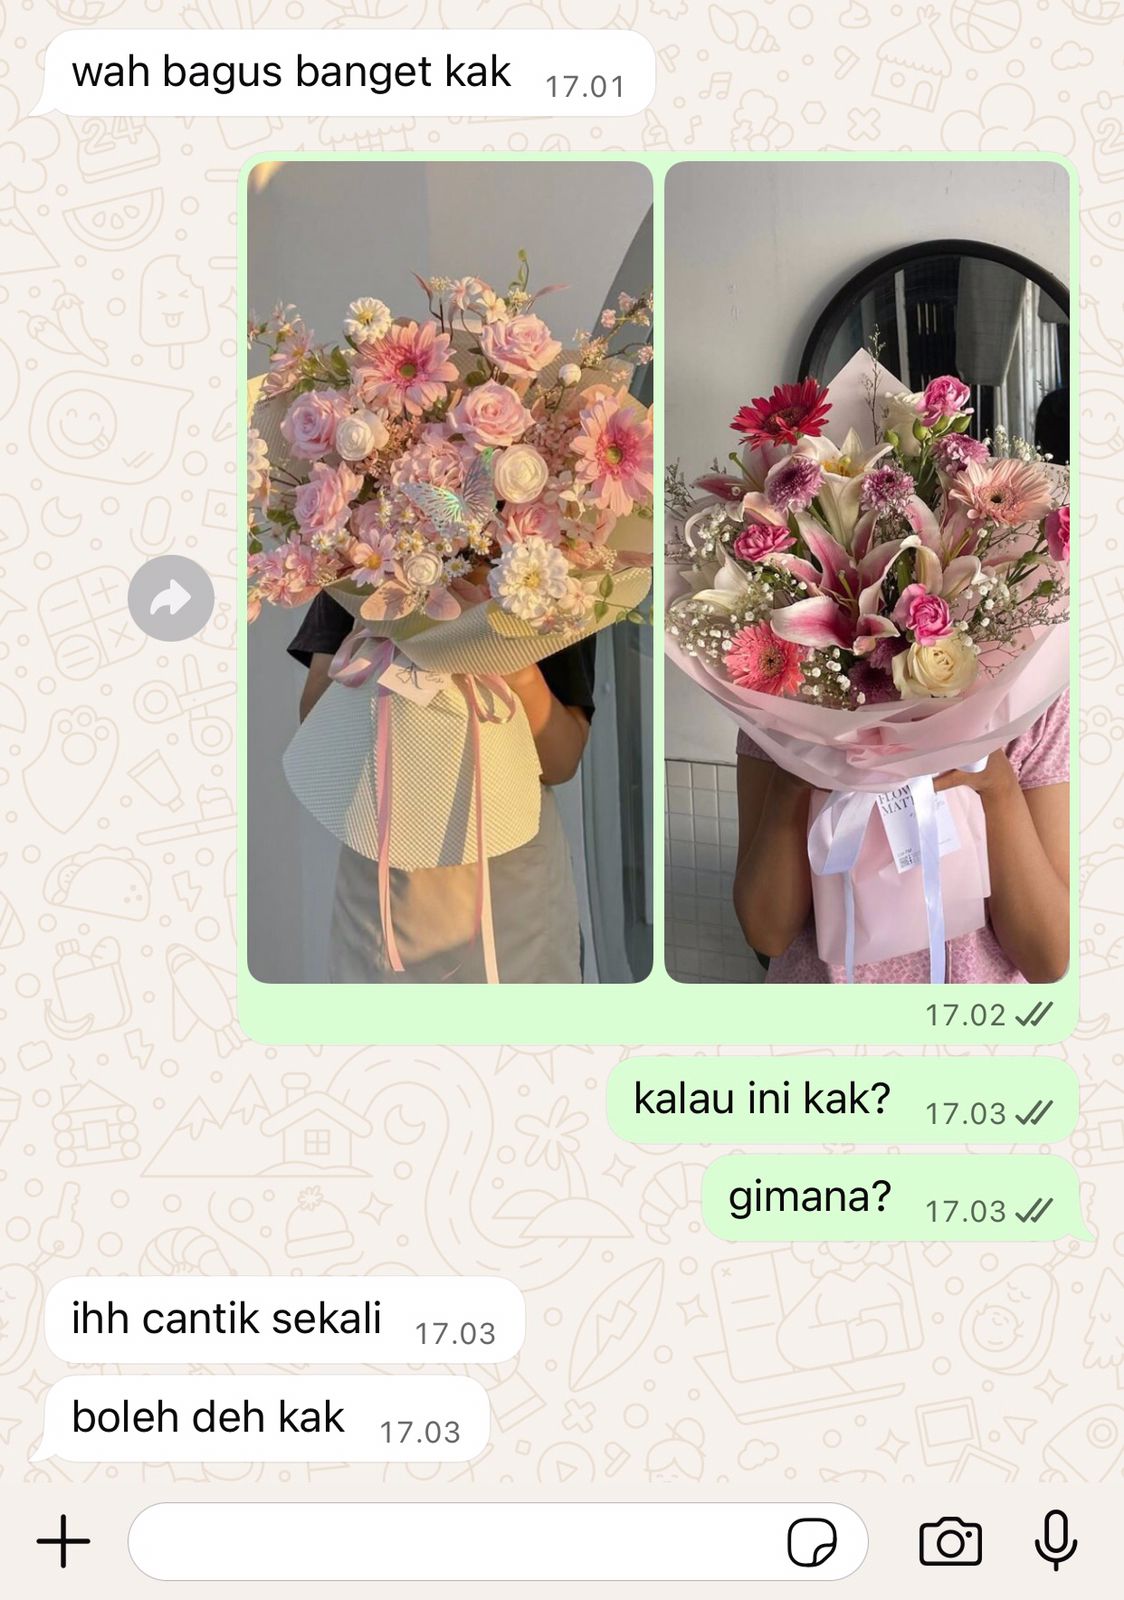 wah bagus banget kak 17.01
17.02
kalau ini kak? 17.03
gimana? 17.03
ihh cantik sekali 17.03
boleh deh kak 17.03